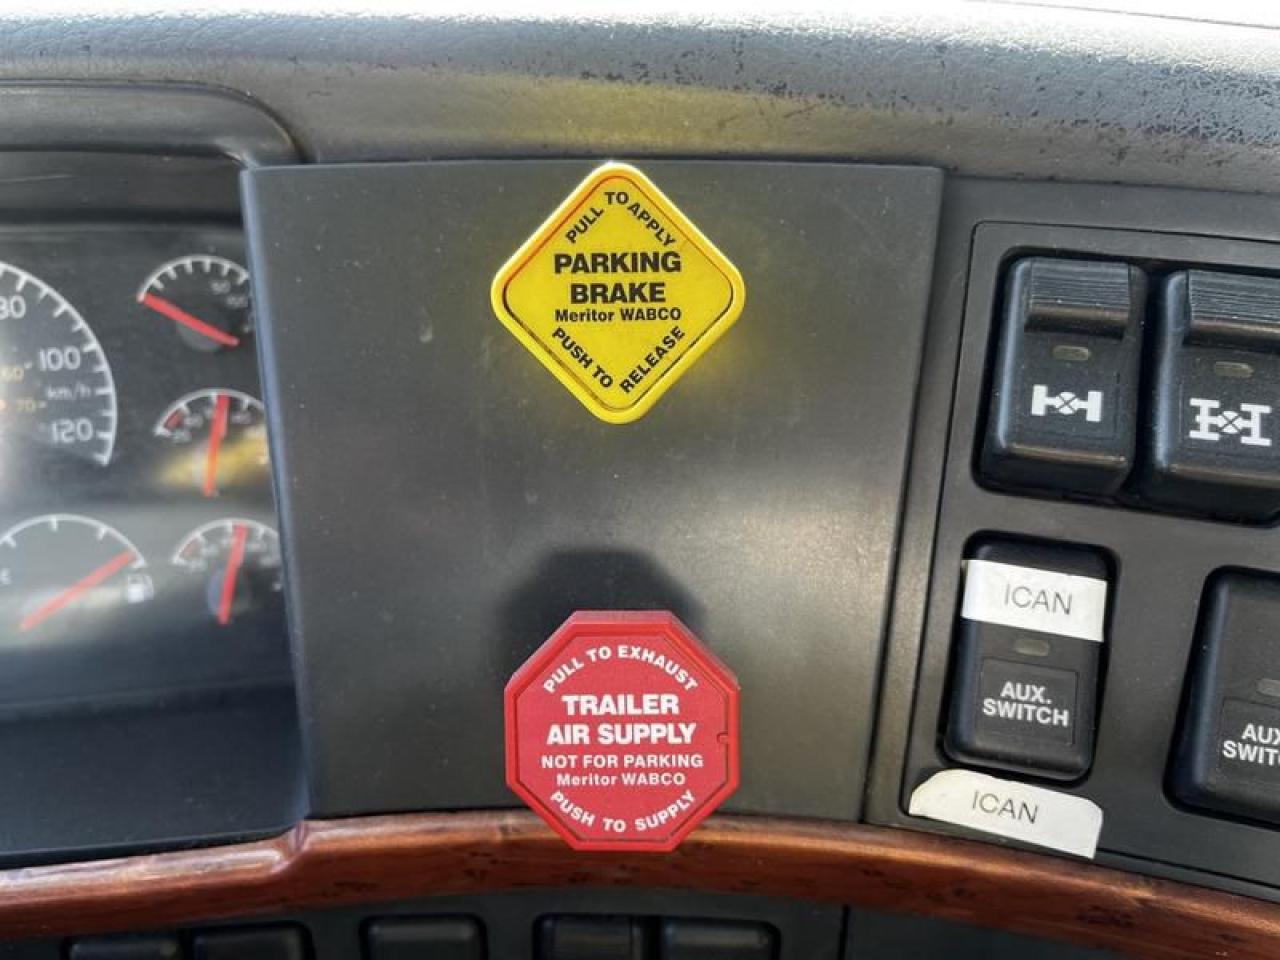 PULL TO APPLY
PARKING
BRAKE
Meritor WABCO
PUSH TO RELEASE
PULL TO EXHAUST
TRAILER
AIR SUPPLY
NOT FOR PARKING
Meritor WABCO
PUSH TO SUPPLY
80
100
km/h
120
ICAN
AUX.
SWITCH
ICAN